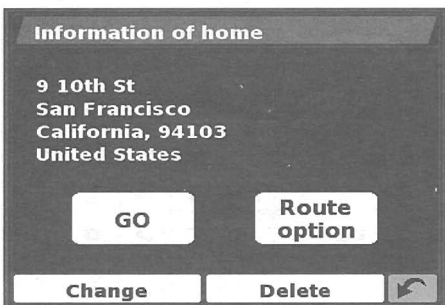 Information of home
9 10th St
San Francisco
California, 94103
United States
GO
Route
option
Change
Delete